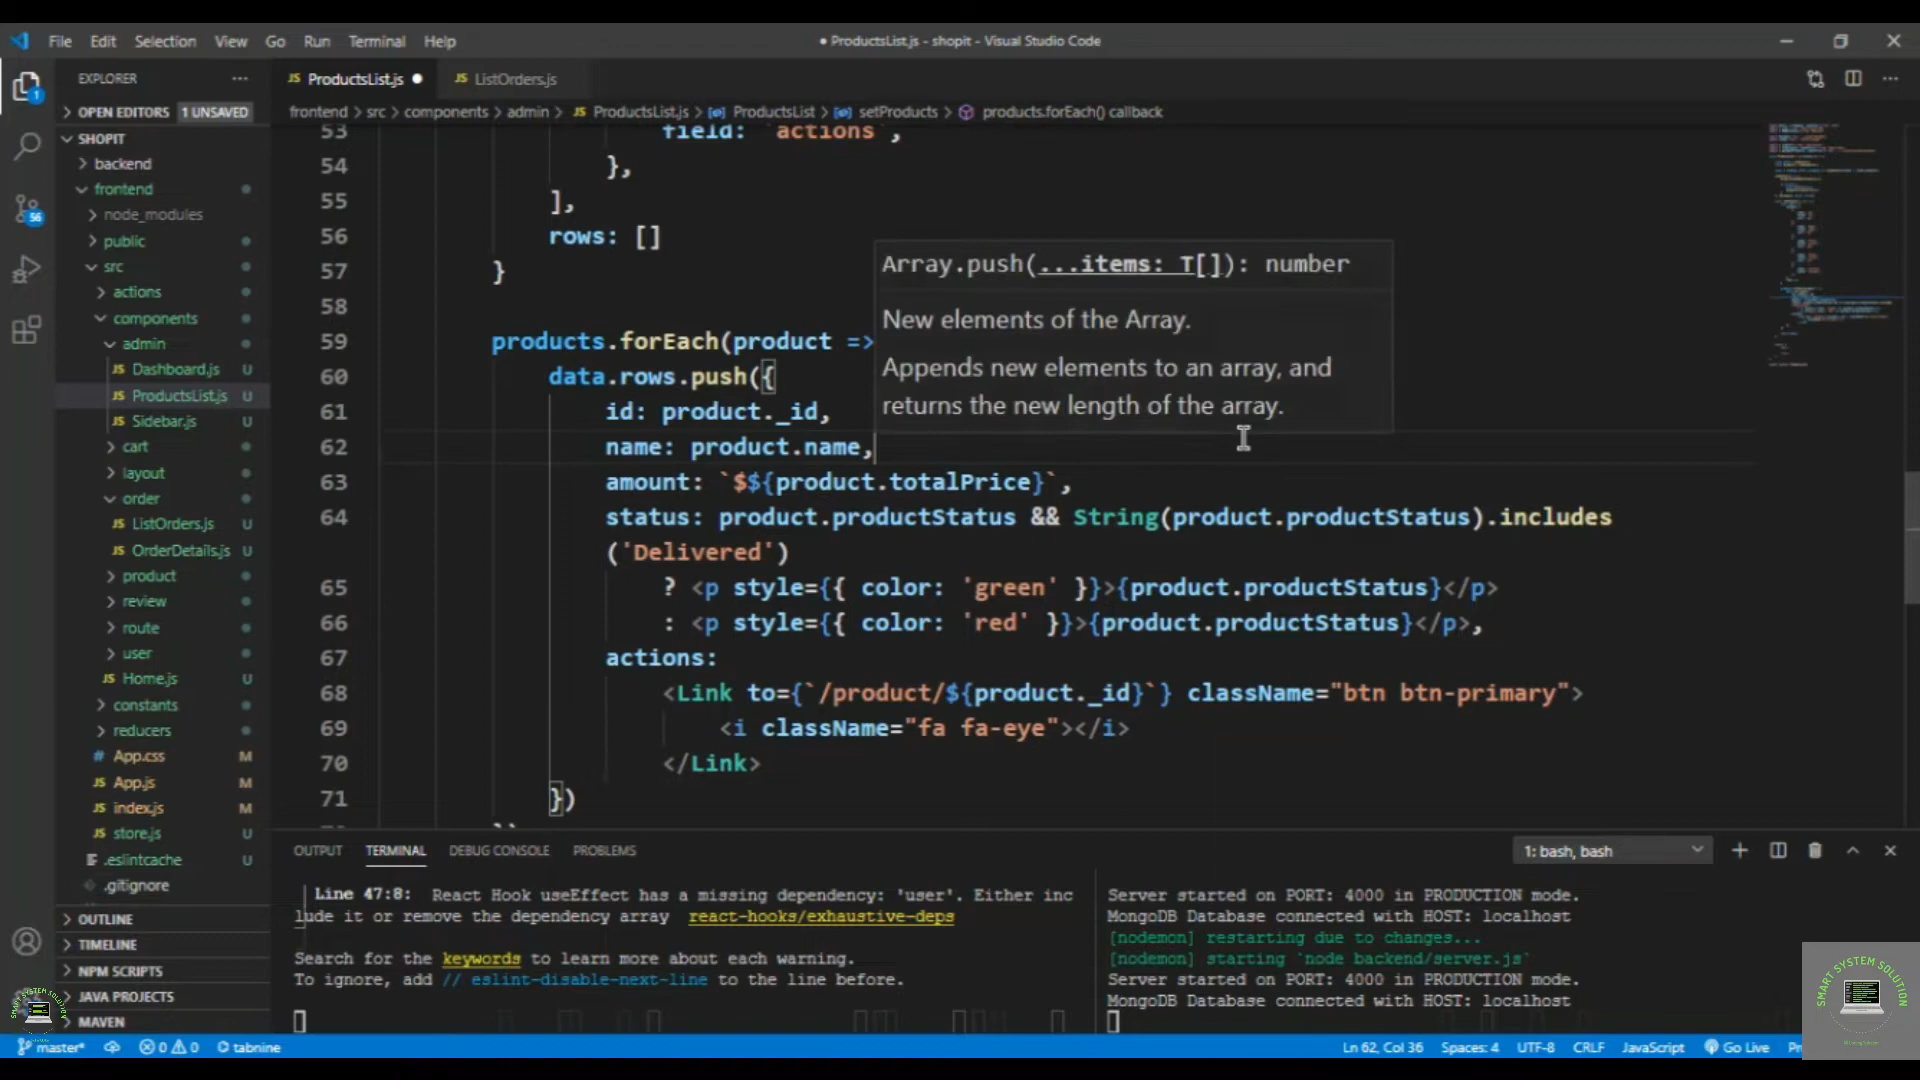 File Edit Selection View Go Run Terminal Help
● ProductsList.js - shopit - Visual Studio Code
EXPLORER
JS ProductsList.js
JS ListOrders.js
OPEN EDITORS 1 UNSAVED
frontend > src > components > admin > JS ProductsList.js > ProductsList > setProducts > products.forEach() callback
SHOPIT
backend
frontend
node_modules
public
src
actions
components
admin
JS Dashboard.js U
JS ProductsList.js U
JS Sidebar.js U
cart
layout
order
JS ListOrders.js U
JS OrderDetails.js U
product
review
route
user
JS Home.js U
constants
reducers
# App.css M
JS App.js M
JS index.js M
JS store.js U
.eslintcache U
.gitignore
OUTLINE
TIMELINE
NPM SCRIPTS
JAVA PROJECTS
MAVEN
1
56
53 field: `actions`,
54 },
55 ],
56 rows: []
57 }
58
59 products.forEach(product =>
60 data.rows.push({
61 id: product._id,
62 name: product.name,
63 amount: `$${product.totalPrice}`,
64 status: product.productStatus && String(product.productStatus).includes
('Delivered')
65 ? <p style={{ color: 'green' }}>{product.productStatus}</p>
66 : <p style={{ color: 'red' }}>{product.productStatus}</p>,
67 actions:
68 <Link to={`/product/${product._id}`} className="btn btn-primary">
69 <i className="fa fa-eye"></i>
70 </Link>
71 })
Array.push(...items: T[]): number
New elements of the Array.
Appends new elements to an array, and
returns the new length of the array.
OUTPUT TERMINAL DEBUG CONSOLE PROBLEMS
1: bash, bash
Line 47:8: React Hook useEffect has a missing dependency: 'user'. Either inc
lude it or remove the dependency array react-hooks/exhaustive-deps
Search for the keywords to learn more about each warning.
To ignore, add // eslint-disable-next-line to the line before.
Server started on PORT: 4000 in PRODUCTION mode.
MongoDB Database connected with HOST: localhost
[nodemon] restarting due to changes...
[nodemon] starting `node backend/server.js`
Server started on PORT: 4000 in PRODUCTION mode.
MongoDB Database connected with HOST: localhost
SMART SYSTEM SOLUTION
SMART SYSTEM SOLUTION
master* 0 0 tabnine
Ln 62, Col 36 Spaces: 4 UTF-8 CRLF JavaScript Go Live